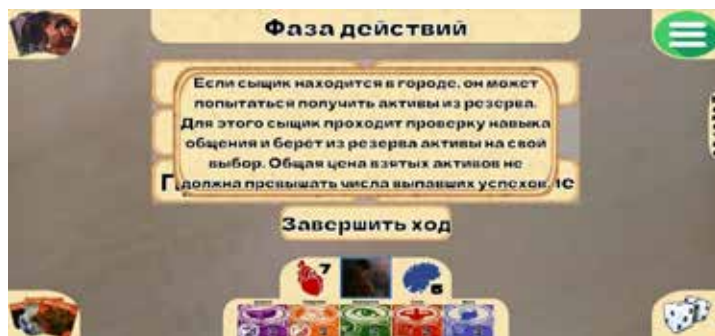 Фаза действий
Если сыщик находится в городе, он может
попытаться получить активы из резерва.
Для этого сыщик проходит проверку навыка
общения и берёт из резерва активы на свой
выбор. Общая цена взятых активов не
должна превышать числа выпавших успехов.
Завершить ход
7